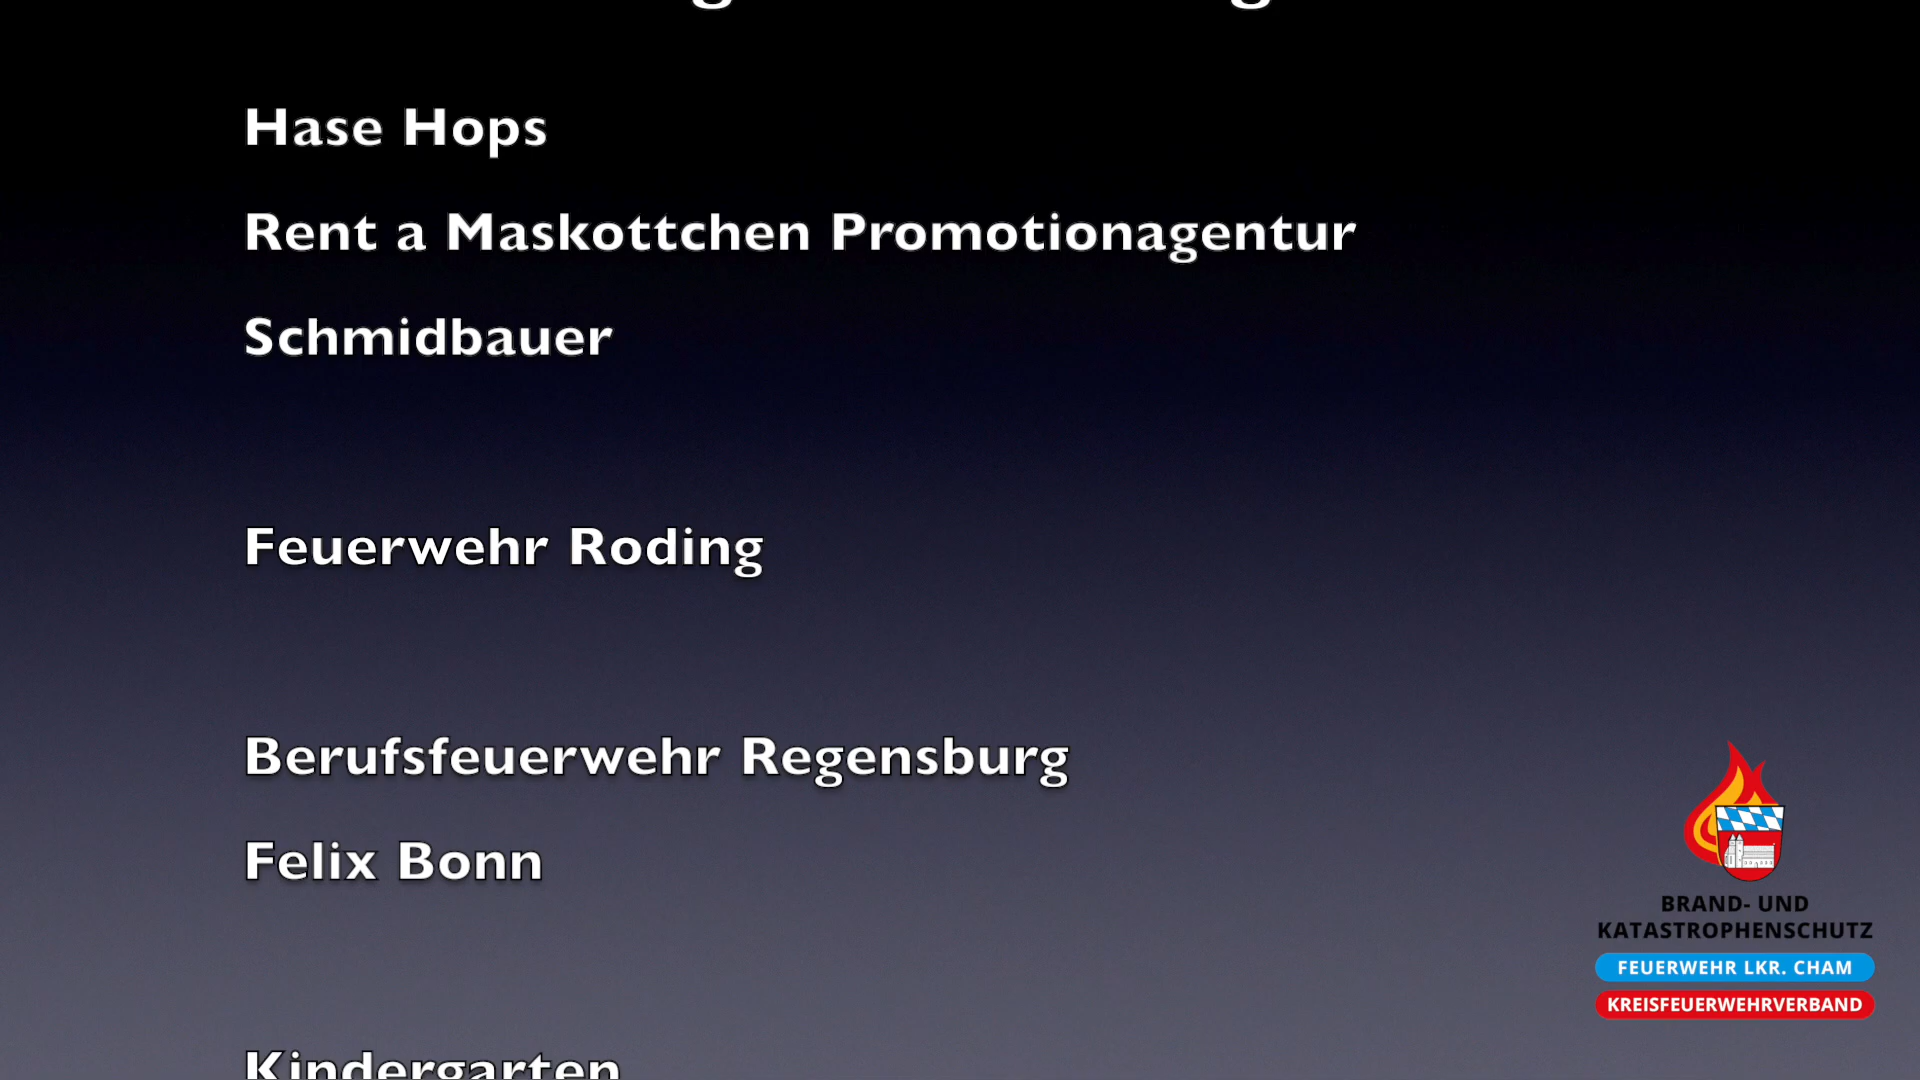 Hase Hops
Rent a Maskottchen Promotionagentur
Schmidbauer
Feuerwehr Roding
Berufsfeuerwehr Regensburg
Felix Bonn
Kindergarten
BRAND- UND
KATASTROPHENSCHUTZ
FEUERWEHR LKR. CHAM
KREISFEUERWEHRVERBAND